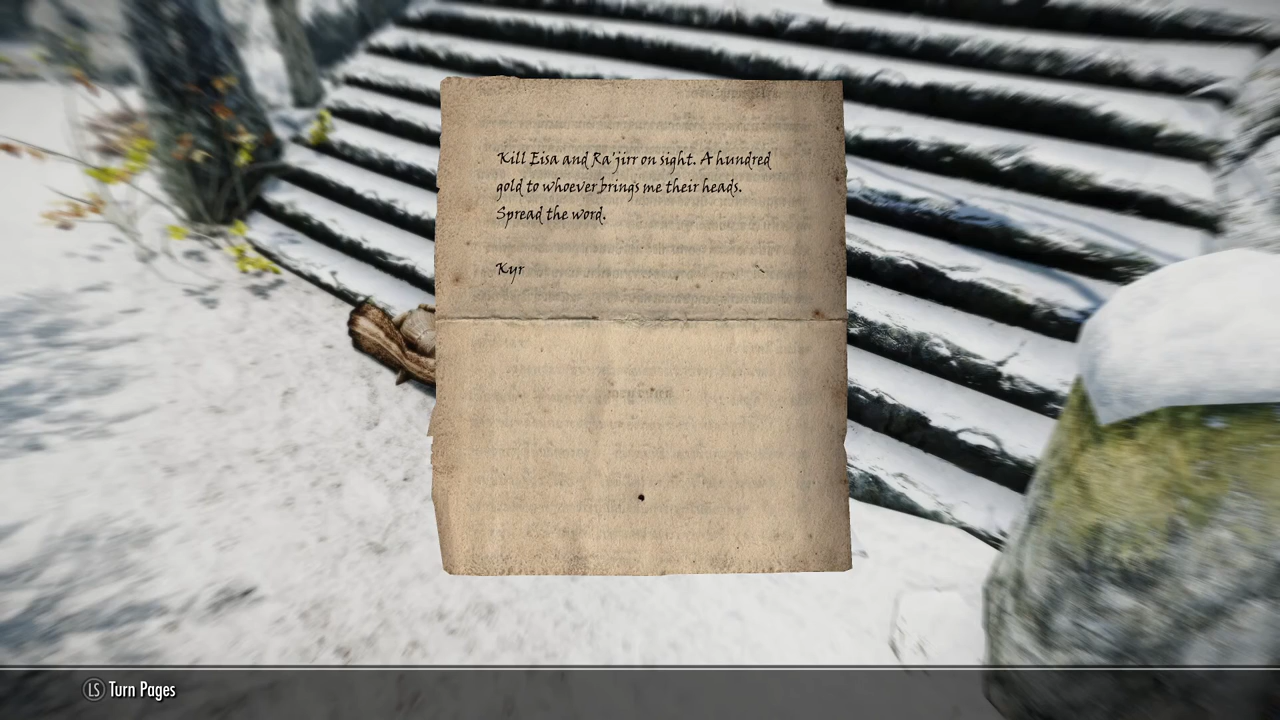 Kill Eisa and Ra'jirr on sight. A hundred
gold to whoever brings me their heads.
Spread the word.
Kyr
LS Turn Pages